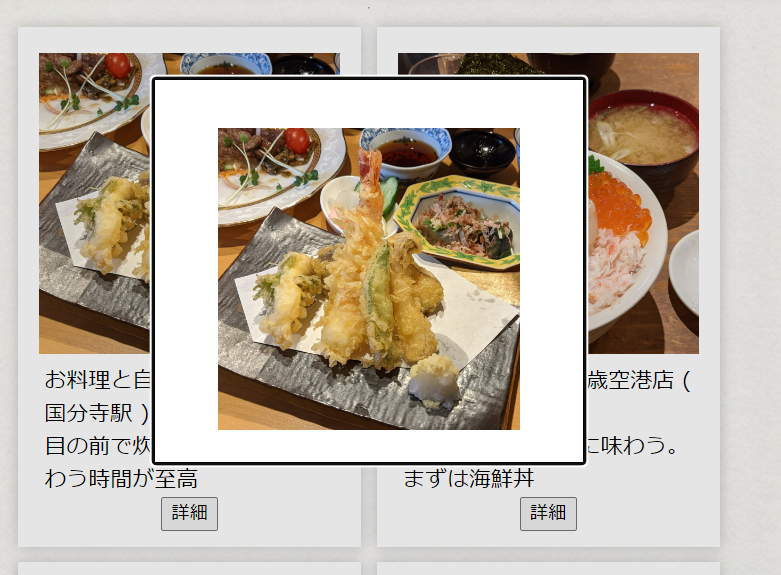 お料理と自
国分寺駅 )
目の前で炊
わう時間が至高
詳細
歳空港店 (
に味わう。
まずは海鮮丼
詳細